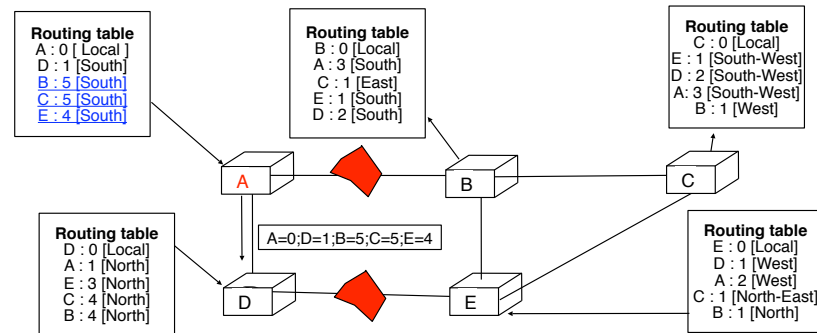 Routing table
A : 0 [ Local ]
D : 1 [South]
B : 5 [South]
C : 5 [South]
E : 4 [South]
Routing table
B : 0 [Local]
A : 3 [South]
C : 1 [East]
E : 1 [South]
D : 2 [South]
Routing table
C : 0 [Local]
E : 1 [South-West]
D : 2 [South-West]
A: 3 [South-West]
B : 1 [West]
A
B
C
A=0;D=1;B=5;C=5;E=4
Routing table
D : 0 [Local]
A : 1 [North]
E : 3 [North]
C : 4 [North]
B : 4 [North]
D
E
Routing table
E : 0 [Local]
D : 1 [West]
A : 2 [West]
C : 1 [North-East]
B : 1 [North]